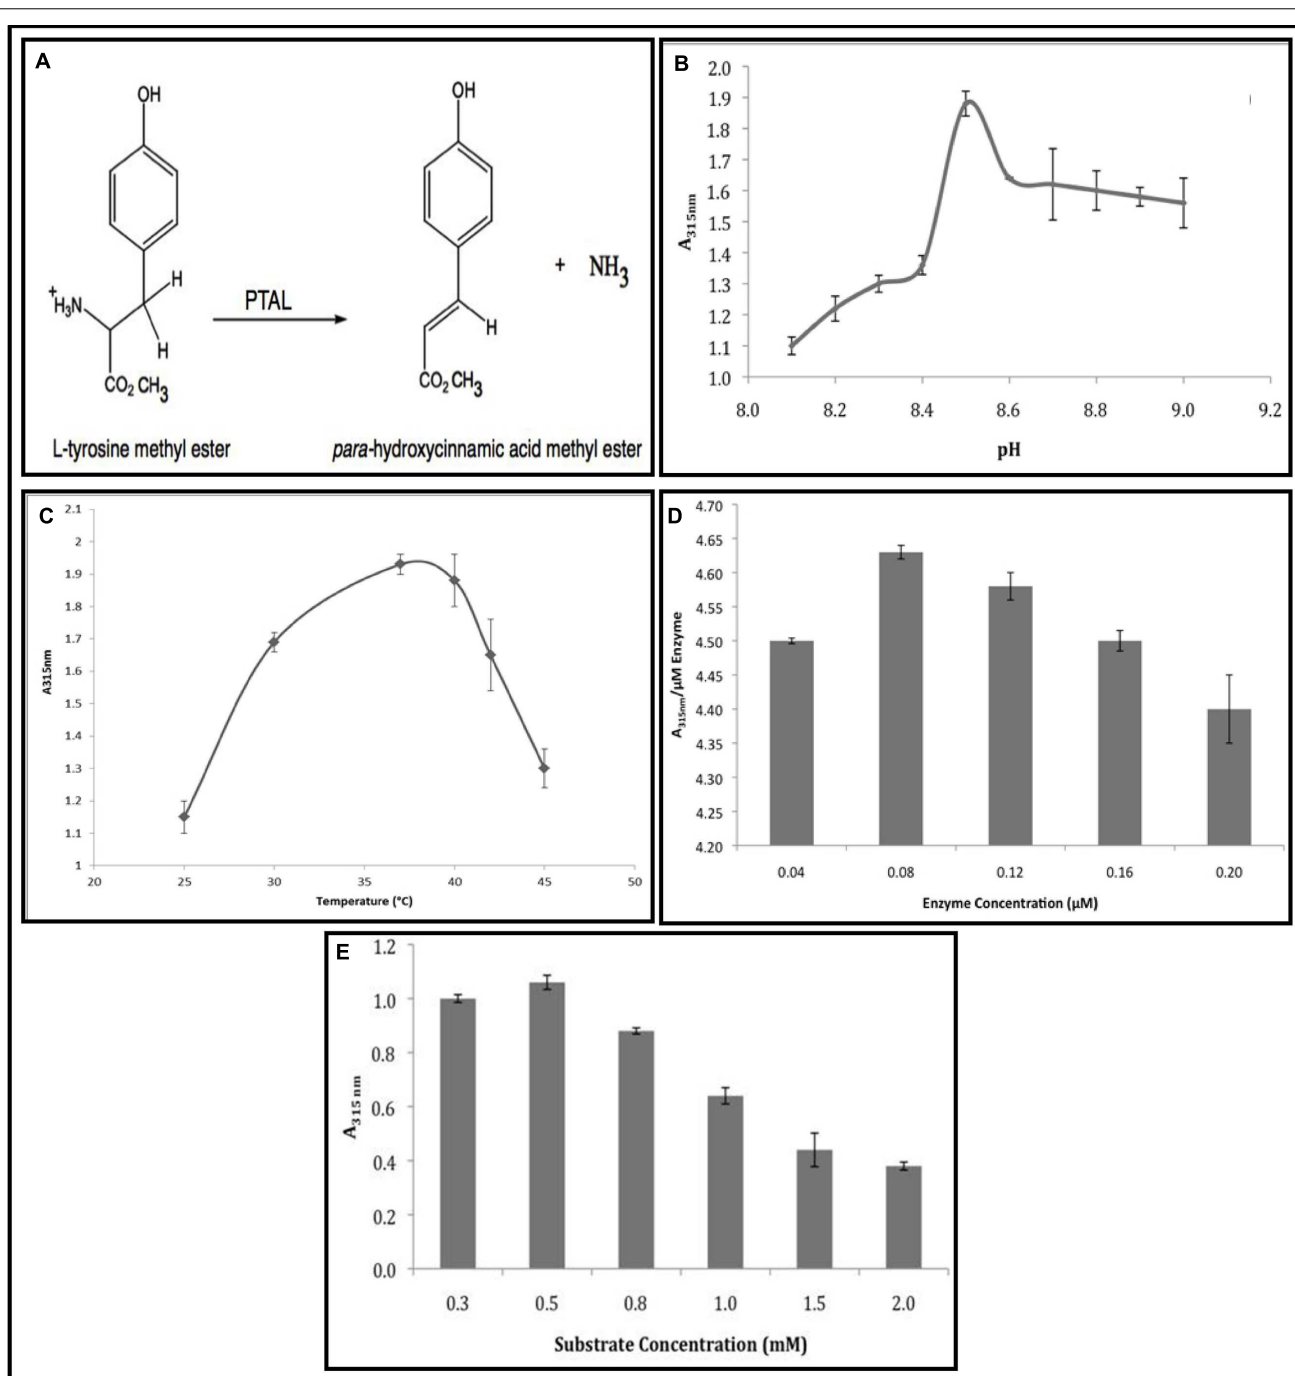 A
OH
OH
H
+
H3N
H
CO2 CH3
PTAL
H
CO2 CH3
+ NH3
L-tyrosine methyl ester
para-hydroxycinnamic acid methyl ester
B
2.0
1.9
1.8
1.7
1.6
1.5
1.4
1.3
1.2
1.1
1.0
A315nm
8.0 8.2 8.4 8.6 8.8 9.0 9.2
pH
C
2.1
2
1.9
1.8
1.7
1.6
1.5
1.4
1.3
1.2
1.1
1
A315nm
20 25 30 35 40 45 50
Temperature (°C)
D
4.70
4.65
4.60
4.55
4.50
4.45
4.40
4.35
4.30
4.25
4.20
A315nm/μM Enzyme
0.04 0.08 0.12 0.16 0.20
Enzyme Concentration (μM)
E
1.2
1.0
0.8
0.6
0.4
0.2
0.0
A315 nm
0.3 0.5 0.8 1.0 1.5 2.0
Substrate Concentration (mM)